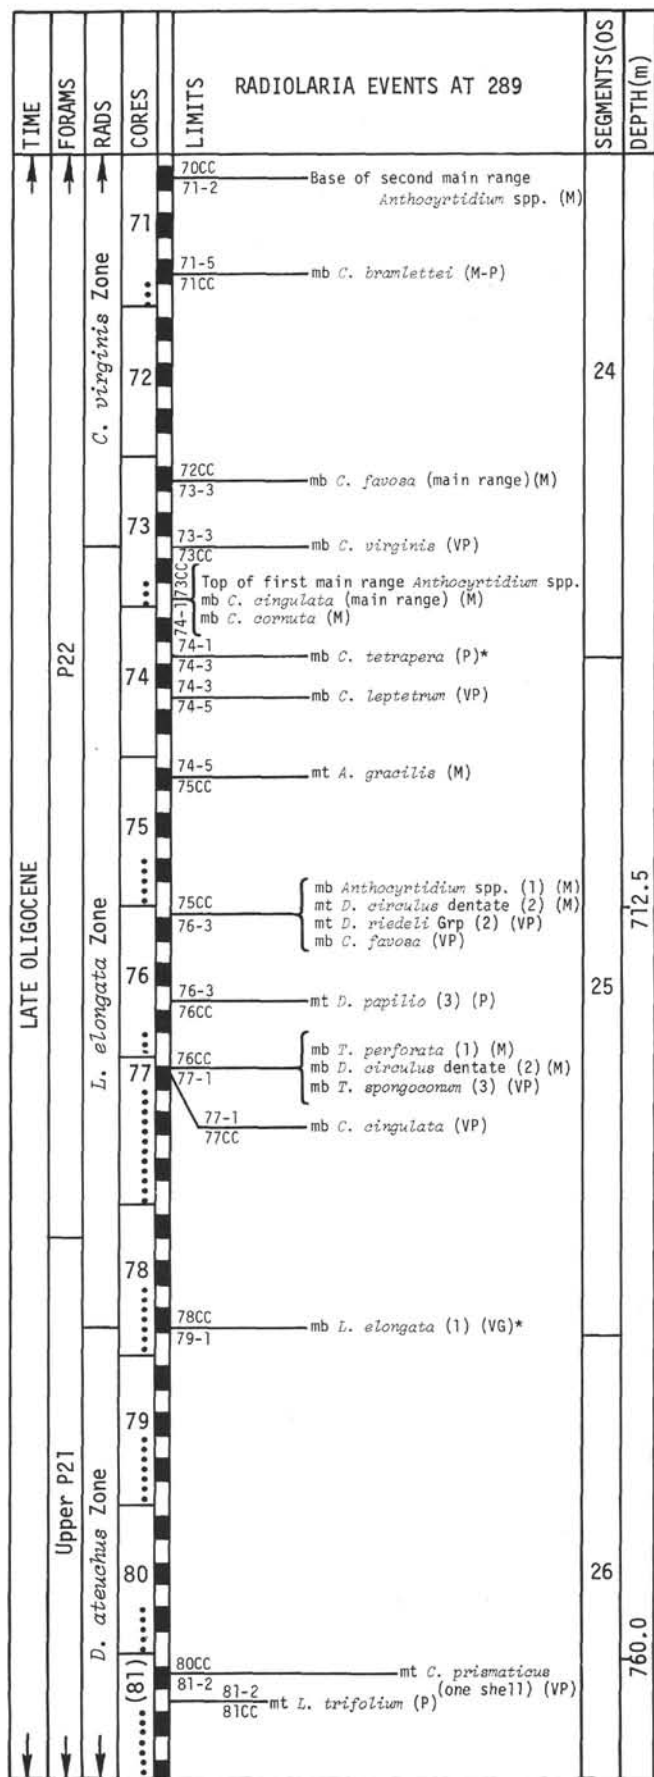 TIME
FORAMS
RADS
CORES
LIMITS
RADIOLARIA EVENTS AT 289
SEGMENTS(OS
DEPTH(m)
70CC
71-2
Base of second main range
Anthocyrtidium spp. (M)
71
71-5
71CC
mb C. bramlettei (M-P)
C. virginis Zone
72
24
72CC
73-3
mb C. favosa (main range)(M)
73
73-3
73CC
mb C. virginis (VP)
73CC
74-1
Top of first main range Anthocyrtidium spp.
mb C. cingulata (main range) (M)
mb C. cornuta (M)
74-1
74-3
mb C. tetrapera (P)*
P22
74
74-3
74-5
mb C. leptetrum (VP)
74-5
75CC
mt A. gracilis (M)
75
LATE OLIGOCENE
L. elongata Zone
75CC
76-3
mb Anthocyrtidium spp. (1) (M)
mt D. circulus dentate (2) (M)
mt D. riedeli Grp (2) (VP)
mb C. favosa (VP)
712.5
76
25
76-3
76CC
mt D. papilio (3) (P)
76CC
77-1
mb T. perforata (1) (M)
mb D. circulus dentate (2) (M)
mb T. spongoconum (3) (VP)
77
77-1
77CC
mb C. cingulata (VP)
78
78CC
79-1
mb L. elongata (1) (VG)*
79
Upper P21
D. ateuchus Zone
80
26
760.0
(81)
80CC
81-2
mt C. prismaticus
(one shell) (VP)
81-2
81CC
mt L. trifolium (P)